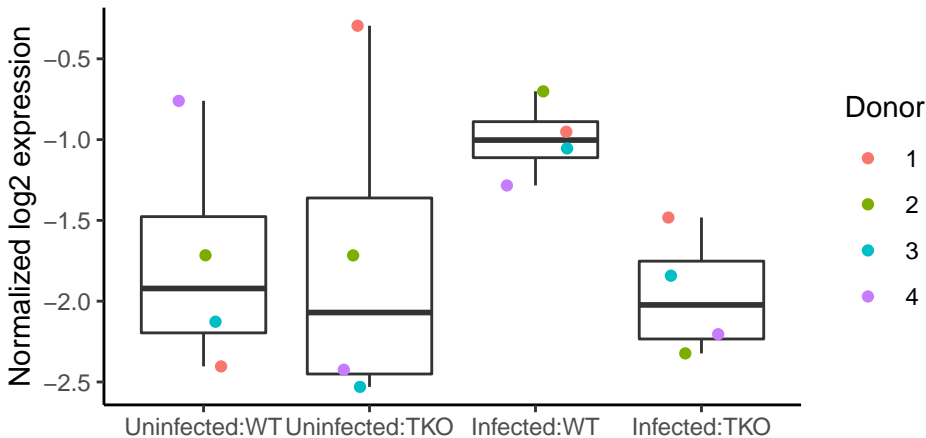 Normalized log2 expression
−0.5
−1.0
−1.5
−2.0
−2.5
Uninfected:WT
Uninfected:TKO
Infected:WT
Infected:TKO
Donor
1
2
3
4